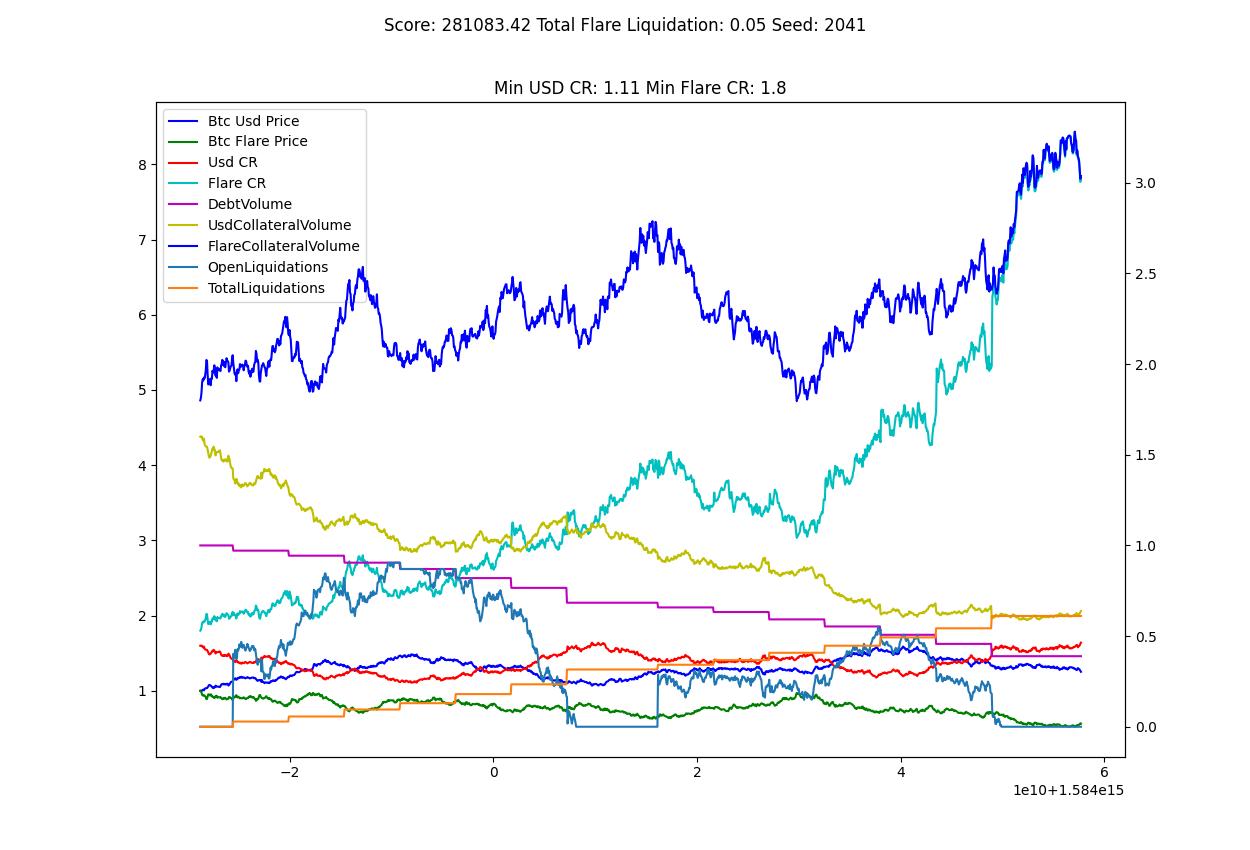 Score: 281083.42 Total Flare Liquidation: 0.05 Seed: 2041
Min USD CR: 1.11 Min Flare CR: 1.8
Btc Usd Price
Btc Flare Price
Usd CR
Flare CR
DebtVolume
UsdCollateralVolume
FlareCollateralVolume
OpenLiquidations
TotalLiquidations
8
7
6
5
4
3
2
1
3.0
2.5
2.0
1.5
1.0
0.5
0.0
−2
0
2
4
6
1e10+1.584e15